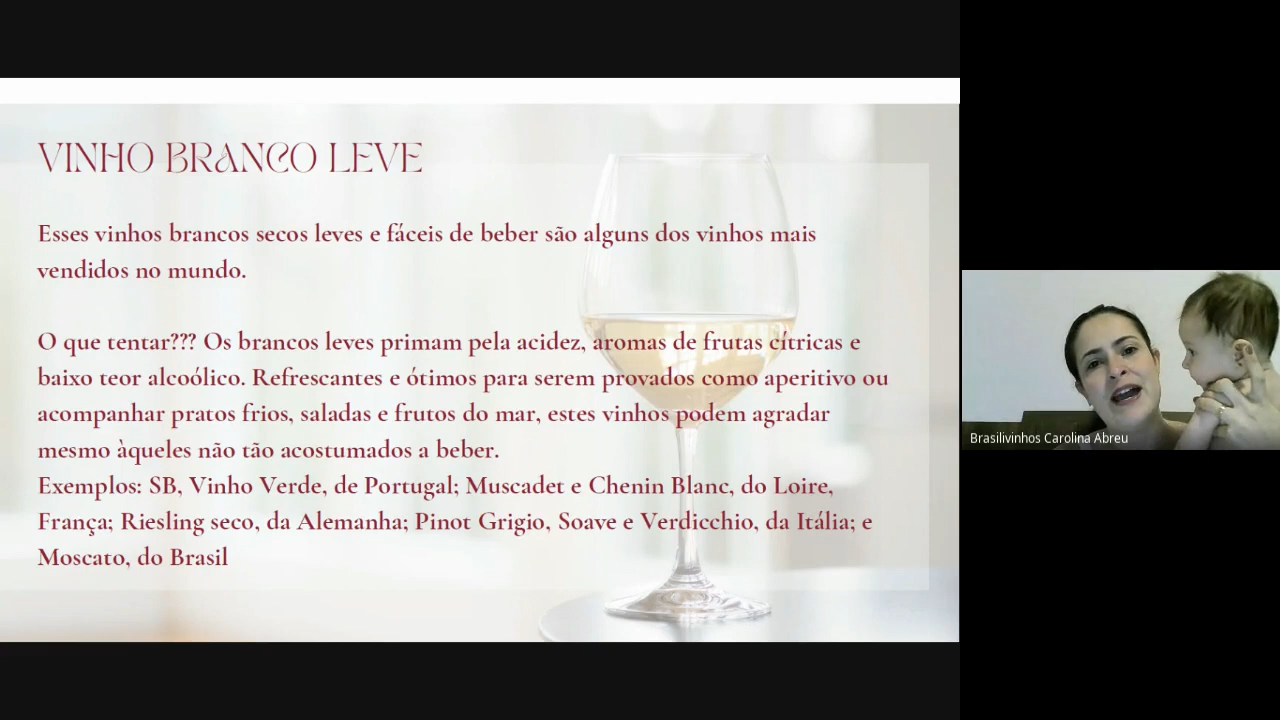 VINHO BRANCO LEVE
Esses vinhos brancos secos leves e fáceis de beber são alguns dos vinhos mais
vendidos no mundo.
O que tentar??? Os brancos leves primam pela acidez, aromas de frutas cítricas e
baixo teor alcoólico. Refrescantes e ótimos para serem provados como aperitivo ou
acompanhar pratos frios, saladas e frutos do mar, estes vinhos podem agradar
mesmo àqueles não tão acostumados a beber.
Exemplos: SB, Vinho Verde, de Portugal; Muscadet e Chenin Blanc, do Loire,
França; Riesling seco, da Alemanha; Pinot Grigio, Soave e Verdicchio, da Itália; e
Moscato, do Brasil
Brasilivinhos Carolina Abreu